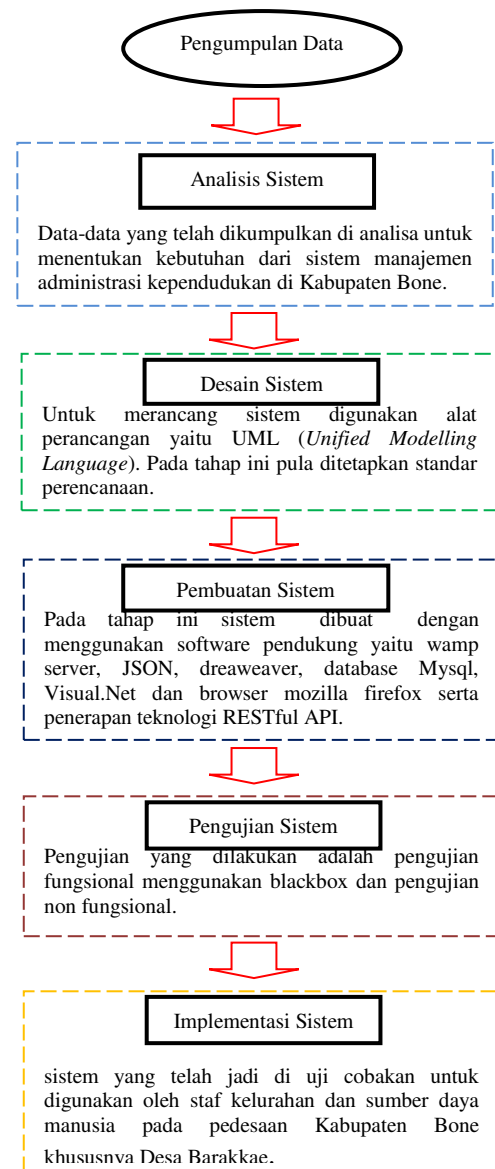 Pengumpulan Data
Analisis Sistem
Data-data yang telah dikumpulkan di analisa untuk
menentukan kebutuhan dari sistem manajemen
administrasi kependudukan di Kabupaten Bone.
Desain Sistem
Untuk merancang sistem digunakan alat
perancangan yaitu UML (Unified Modelling
Language). Pada tahap ini pula ditetapkan standar
perencanaan.
Pembuatan Sistem
Pada tahap ini sistem dibuat dengan
menggunakan software pendukung yaitu wamp
server, JSON, dreaweaver, database Mysql,
Visual.Net dan browser mozilla firefox serta
penerapan teknologi RESTful API.
Pengujian Sistem
Pengujian yang dilakukan adalah pengujian
fungsional menggunakan blackbox dan pengujian
non fungsional.
Implementasi Sistem
sistem yang telah jadi di uji cobakan untuk
digunakan oleh staf kelurahan dan sumber daya
manusia pada pedesaan Kabupaten Bone
khususnya Desa Barakkae.